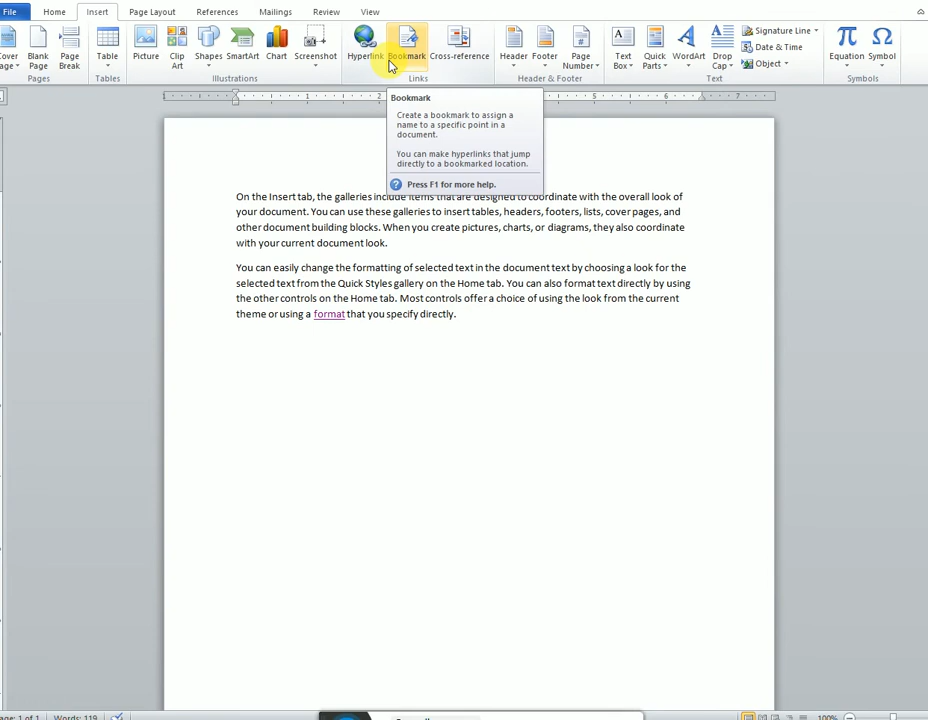 File Home Insert Page Layout References Mailings Review View
Cover Page Blank Page Page Break Table Picture Clip Art Shapes SmartArt Chart Screenshot Hyperlink Bookmark Cross-reference Header Footer Page Number Text Box Quick Parts WordArt Drop Cap Signature Line Date & Time Object Equation Symbol
Pages Tables Illustrations Links Header & Footer Text Symbols
1 2 5 6 7
Bookmark
Create a bookmark to assign a
name to a specific point in a
document.
You can make hyperlinks that jump
directly to a bookmarked location.
Press F1 for more help.
On the Insert tab, the galleries include items that are designed to coordinate with the overall look of
your document. You can use these galleries to insert tables, headers, footers, lists, cover pages, and
other document building blocks. When you create pictures, charts, or diagrams, they also coordinate
with your current document look.
You can easily change the formatting of selected text in the document text by choosing a look for the
selected text from the Quick Styles gallery on the Home tab. You can also format text directly by using
the other controls on the Home tab. Most controls offer a choice of using the look from the current
theme or using a format that you specify directly.
Page: 1 of 1 Words: 119 100%